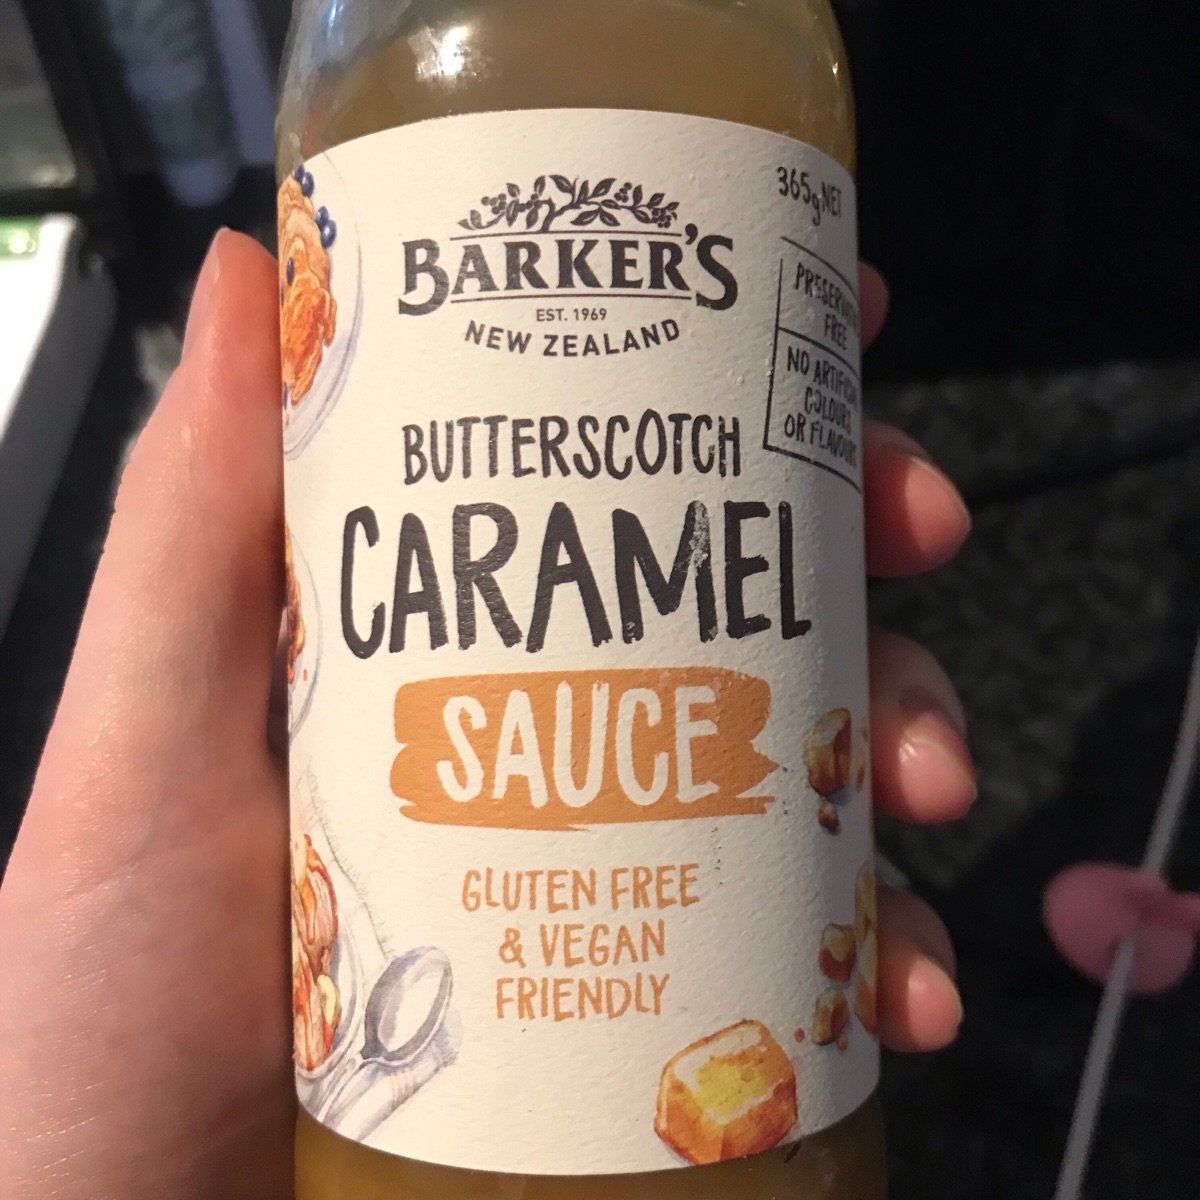 365g NET
BARKER'S
EST. 1969
NEW ZEALAND
PRESERVATIVE
FREE
NO ARTIFICIAL
COLOURS
OR FLAVOURS
BUTTERSCOTCH
CARAMEL
SAUCE
GLUTEN FREE
& VEGAN
FRIENDLY